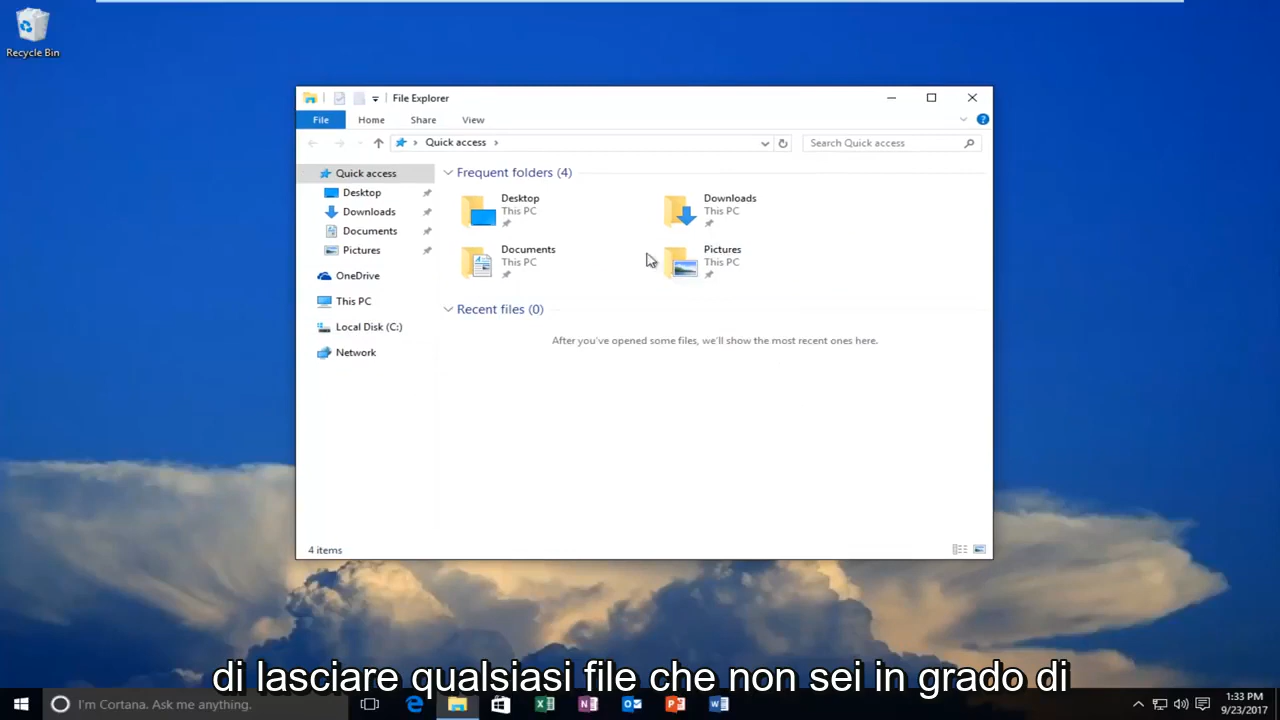 Recycle Bin
File Explorer
File Home Share View
Quick access
Search Quick access
Quick access
Desktop
Downloads
Documents
Pictures
OneDrive
This PC
Local Disk (C:)
Network
Frequent folders (4)
Desktop
This PC
Downloads
This PC
Documents
This PC
Pictures
This PC
Recent files (0)
After you've opened some files, we'll show the most recent ones here.
4 items
di lasciare qualsiasi file che non sei in grado di
I'm Cortana. Ask me anything.
1:33 PM
9/23/2017